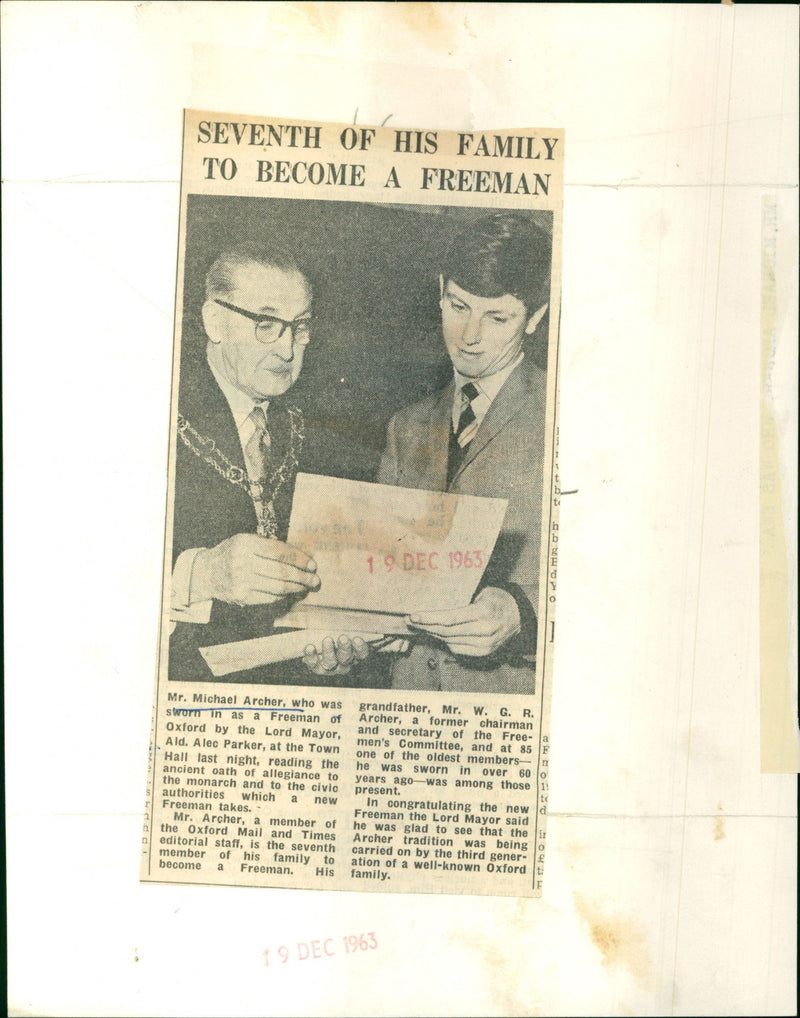 SEVENTH OF HIS FAMILY
TO BECOME A FREEMAN
19 DEC 1963
Mr. Michael Archer, who was
sworn in as a Freeman of
Oxford by the Lord Mayor,
Ald. Alec Parker, at the Town
Hall last night, reading the
ancient oath of allegiance to
the monarch and to the civic
authorities which a new
Freeman takes.
Mr. Archer, a member of
the Oxford Mail and Times
editorial staff, is the seventh
member of his family to
become a Freeman. His
grandfather, Mr. W. G. R.
Archer, a former chairman
and secretary of the Free-
men's Committee, and at 85
one of the oldest members—
he was sworn in over 60
years ago—was among those
present.
In congratulating the new
Freeman the Lord Mayor said
he was glad to see that the
Archer tradition was being
carried on by the third gener-
ation of a well-known Oxford
family.
19 DEC 1963